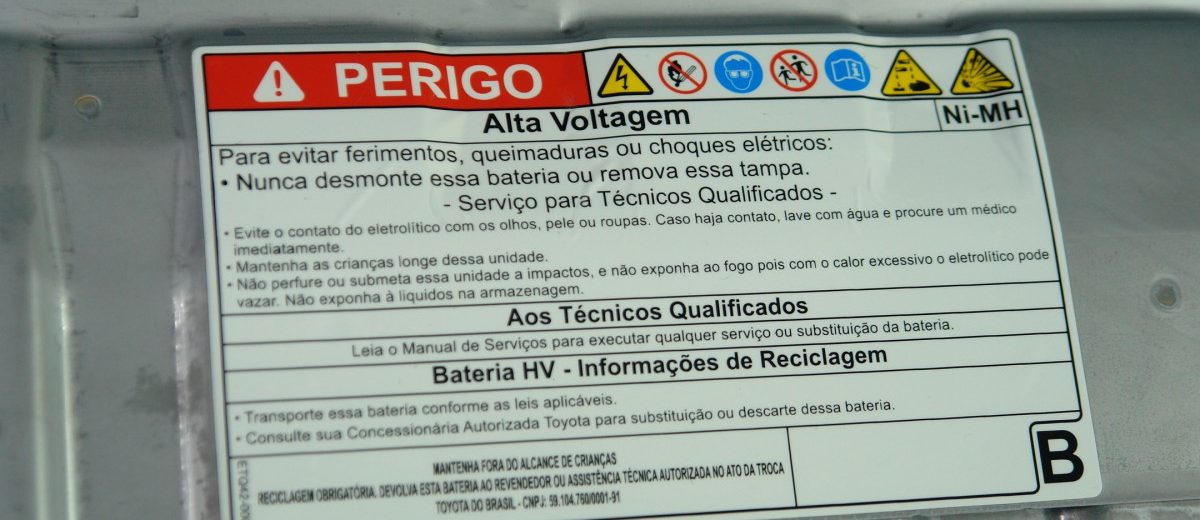 PERIGO
Alta Voltagem
Ni-MH
Para evitar ferimentos, queimaduras ou choques elétricos:
• Nunca desmonte essa bateria ou remova essa tampa.
- Serviço para Técnicos Qualificados -
• Evite o contato do eletrolítico com os olhos, pele ou roupas. Caso haja contato, lave com água e procure um médico
imediatamente.
• Mantenha as crianças longe dessa unidade.
• Não perfure ou submeta essa unidade a impactos, e não exponha ao fogo pois com o calor excessivo o eletrolítico pode
vazar. Não exponha à liquidos na armazenagem.
Aos Técnicos Qualificados
Leia o Manual de Serviços para executar qualquer serviço ou substituição da bateria.
Bateria HV - Informações de Reciclagem
• Transporte essa bateria conforme as leis aplicáveis.
• Consulte sua Concessionária Autorizada Toyota para substituição ou descarte dessa bateria.
MANTENHA FORA DO ALCANCE DE CRIANÇAS
RECICLAGEM OBRIGATÓRIA. DEVOLVA ESTA BATERIA AO REVENDEDOR OU ASSISTÊNCIA TÉCNICA AUTORIZADA NO ATO DA TROCA
TOYOTA DO BRASIL - CNPJ: 59.104.760/0001-91
B